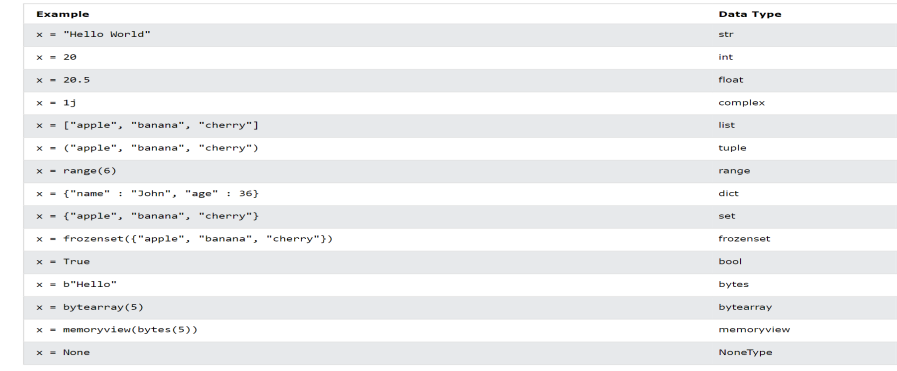 Example Data Type
x = "Hello World" str
x = 20 int
x = 20.5 float
x = 1j complex
x = ["apple", "banana", "cherry"] list
x = ("apple", "banana", "cherry") tuple
x = range(6) range
x = {"name" : "John", "age" : 36} dict
x = {"apple", "banana", "cherry"} set
x = frozenset({"apple", "banana", "cherry"}) frozenset
x = True bool
x = b"Hello" bytes
x = bytearray(5) bytearray
x = memoryview(bytes(5)) memoryview
x = None NoneType